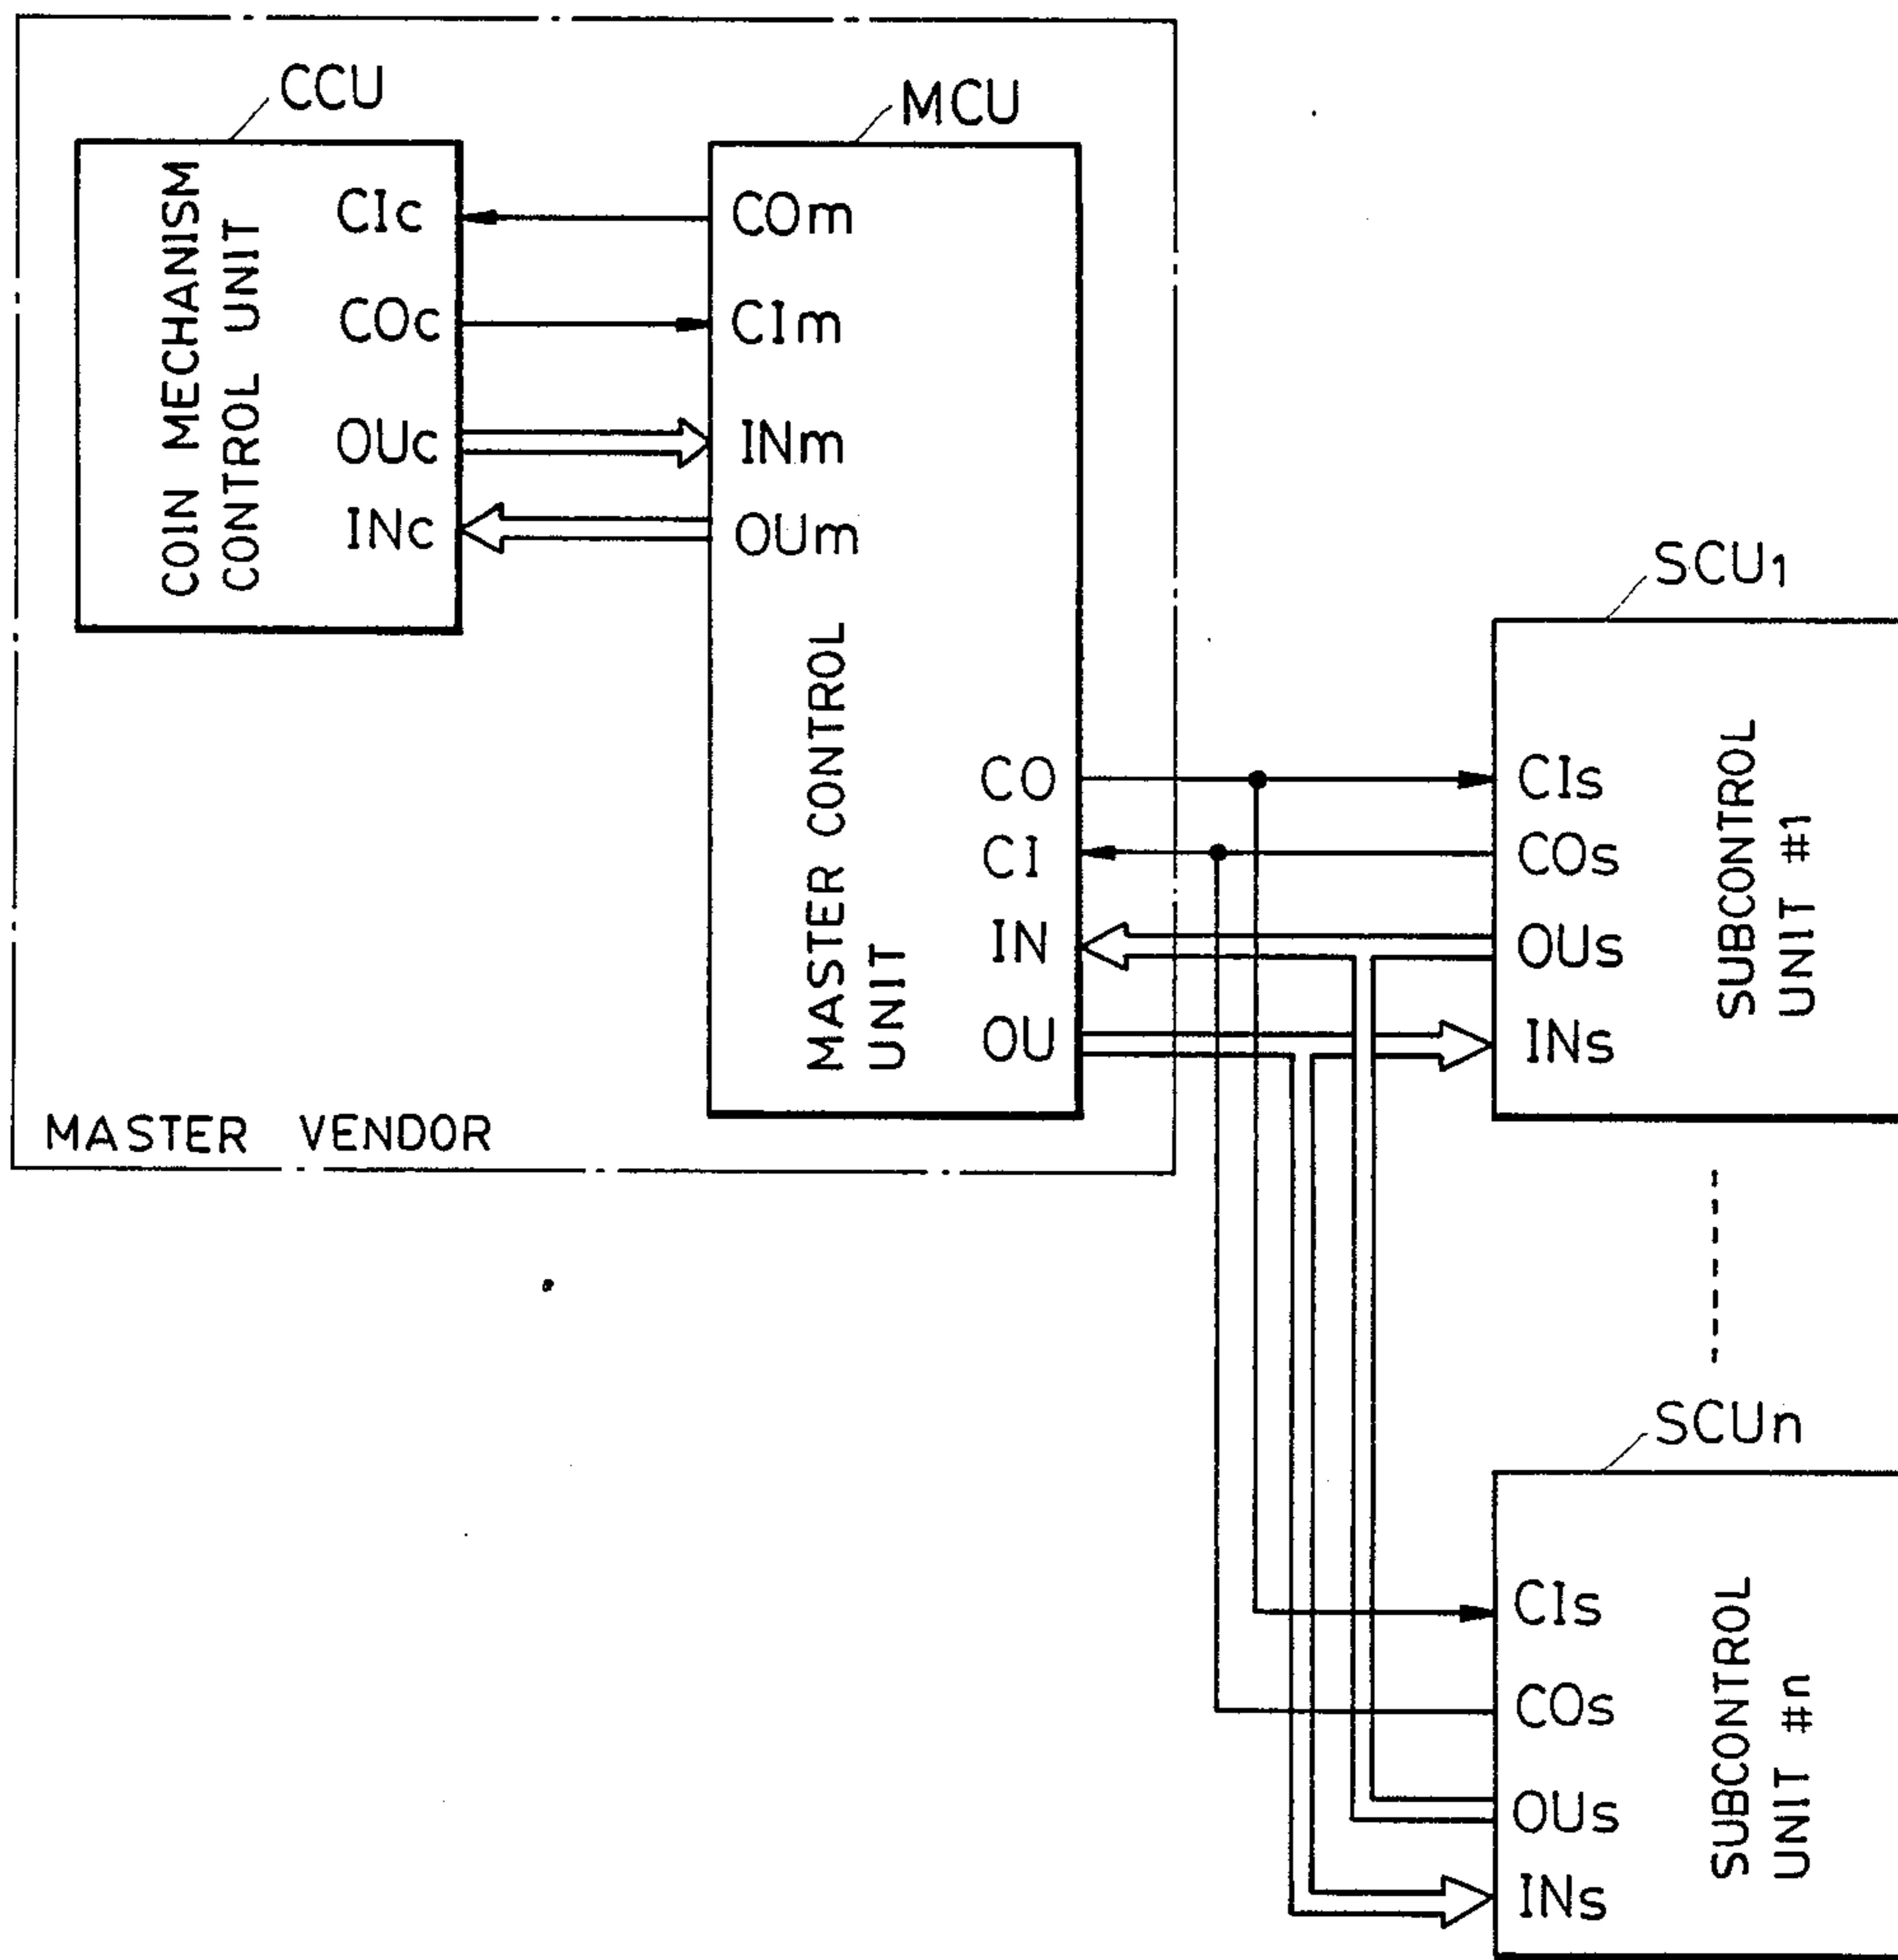 CCU
COIN MECHANISM
CONTROL UNIT
CIc
COc
OUc
INc
MCU
COm
CIm
INm
OUm
MASTER CONTROL
UNIT
CO
CI
IN
OU
MASTER VENDOR
SCU1
CIs
COs
OUs
INs
SUBCONTROL
UNIT #1
SCUn
CIs
COs
OUs
INs
SUBCONTROL
UNIT #n